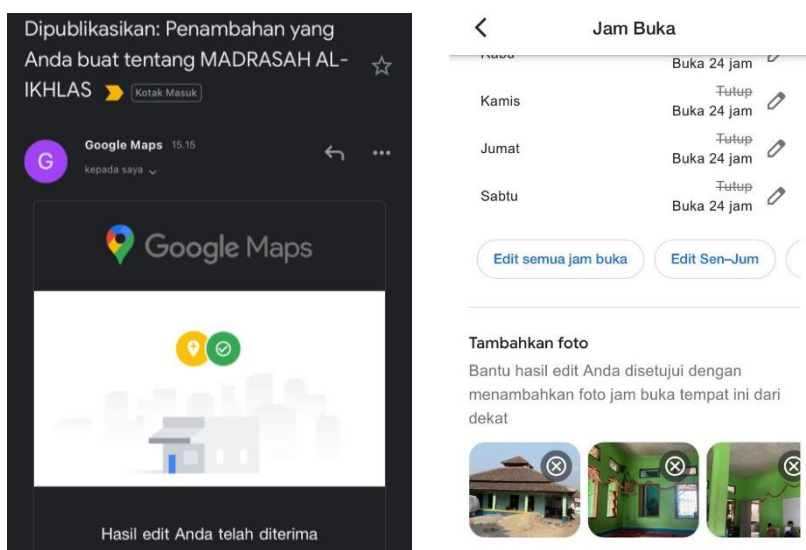 Dipublikasikan: Penambahan yang
Anda buat tentang MADRASAH AL-
IKHLAS
Kotak Masuk
G
Google Maps 15.15
kepada saya
Google Maps
Hasil edit Anda telah diterima
Jam Buka
Rabu
Buka 24 jam
Kamis
Tutup
Buka 24 jam
Jumat
Tutup
Buka 24 jam
Sabtu
Tutup
Buka 24 jam
Edit semua jam buka
Edit Sen–Jum
Tambahkan foto
Bantu hasil edit Anda disetujui dengan
menambahkan foto jam buka tempat ini dari
dekat